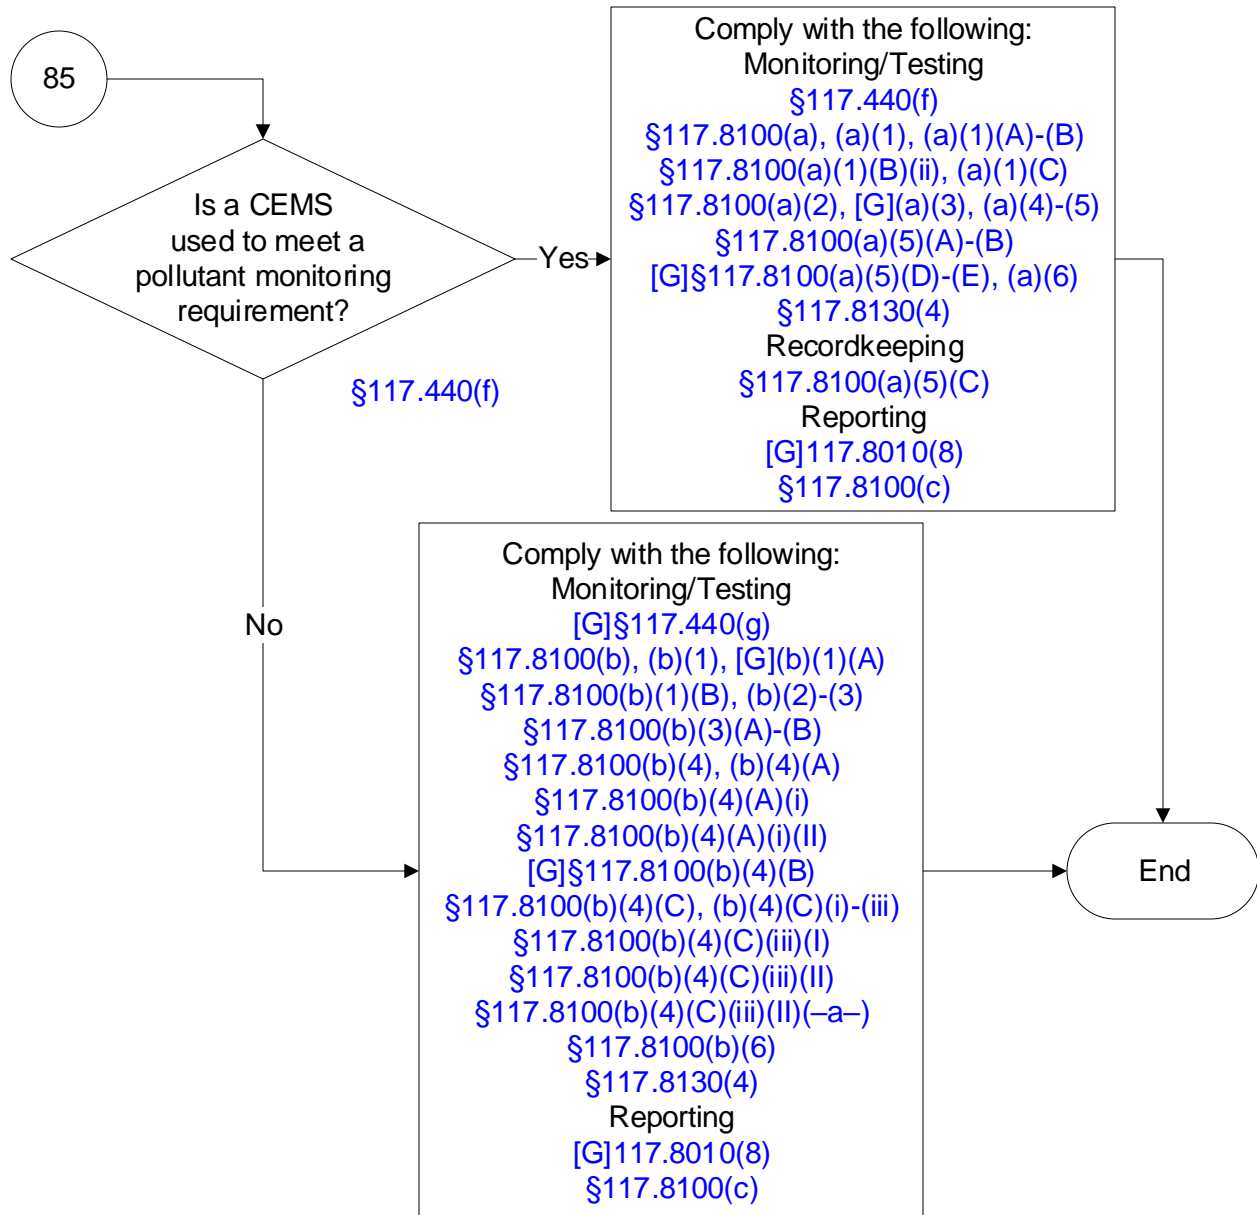 85
Is a CEMS
used to meet a
pollutant monitoring
requirement?
§117.440(f)
Yes
Comply with the following:
Monitoring/Testing
§117.440(f)
§117.8100(a), (a)(1), (a)(1)(A)-(B)
§117.8100(a)(1)(B)(ii), (a)(1)(C)
§117.8100(a)(2), [G](a)(3), (a)(4)-(5)
§117.8100(a)(5)(A)-(B)
[G]§117.8100(a)(5)(D)-(E), (a)(6)
§117.8130(4)
Recordkeeping
§117.8100(a)(5)(C)
Reporting
[G]117.8010(8)
§117.8100(c)
No
Comply with the following:
Monitoring/Testing
[G]§117.440(g)
§117.8100(b), (b)(1), [G](b)(1)(A)
§117.8100(b)(1)(B), (b)(2)-(3)
§117.8100(b)(3)(A)-(B)
§117.8100(b)(4), (b)(4)(A)
§117.8100(b)(4)(A)(i)
§117.8100(b)(4)(A)(i)(II)
[G]§117.8100(b)(4)(B)
§117.8100(b)(4)(C), (b)(4)(C)(i)-(iii)
§117.8100(b)(4)(C)(iii)(I)
§117.8100(b)(4)(C)(iii)(II)
§117.8100(b)(4)(C)(iii)(II)(–a–)
§117.8100(b)(6)
§117.8130(4)
Reporting
[G]117.8010(8)
§117.8100(c)
End